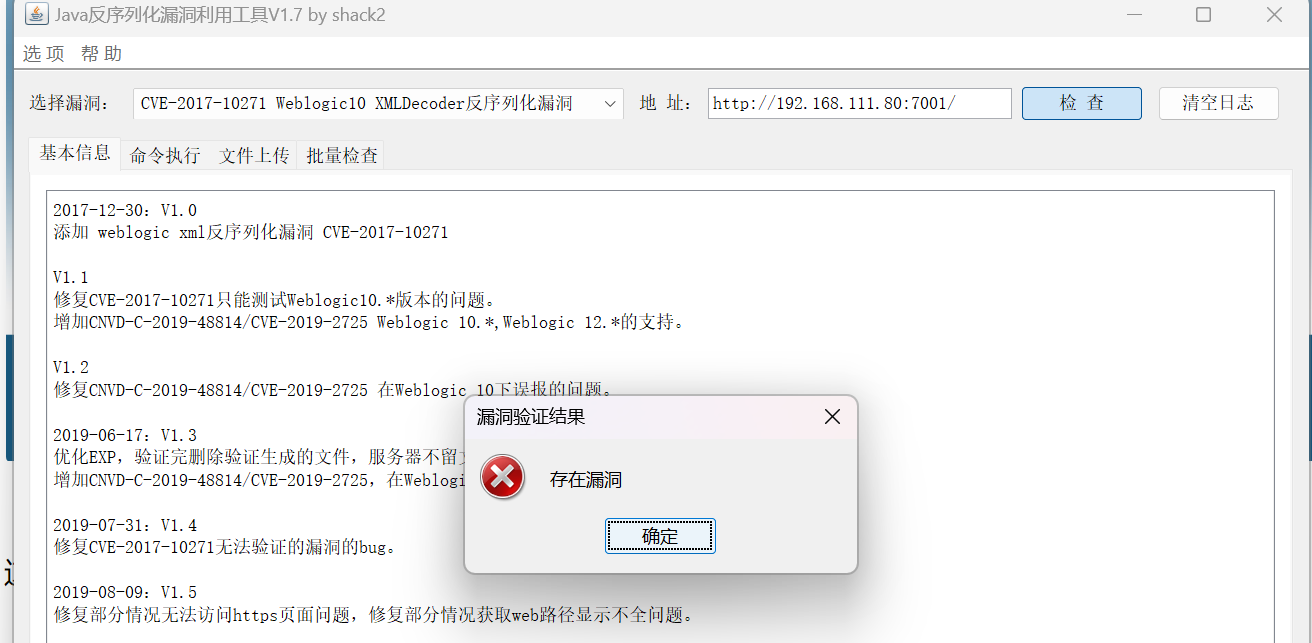 Java反序列化漏洞利用工具V1.7 by shack2
选 项 帮 助
选择漏洞： CVE-2017-10271 Weblogic10 XMLDecoder反序列化漏洞 地 址： http://192.168.111.80:7001/ 检 查 清空日志
基本信息 命令执行 文件上传 批量检查
2017-12-30：V1.0
添加 weblogic xml反序列化漏洞 CVE-2017-10271
V1.1
修复CVE-2017-10271只能测试Weblogic10.*版本的问题。
增加CNVD-C-2019-48814/CVE-2019-2725 Weblogic 10.*,Weblogic 12.*的支持。
V1.2
修复CNVD-C-2019-48814/CVE-2019-2725 在Weblogic 10下误报的问题。
2019-06-17：V1.3
优化EXP，验证完删除验证生成的文件，服务器不留
增加CNVD-C-2019-48814/CVE-2019-2725，在Weblogi
2019-07-31：V1.4
修复CVE-2017-10271无法验证的漏洞的bug。
2019-08-09：V1.5
修复部分情况无法访问https页面问题，修复部分情况获取web路径显示不全问题。
漏洞验证结果
存在漏洞
确定